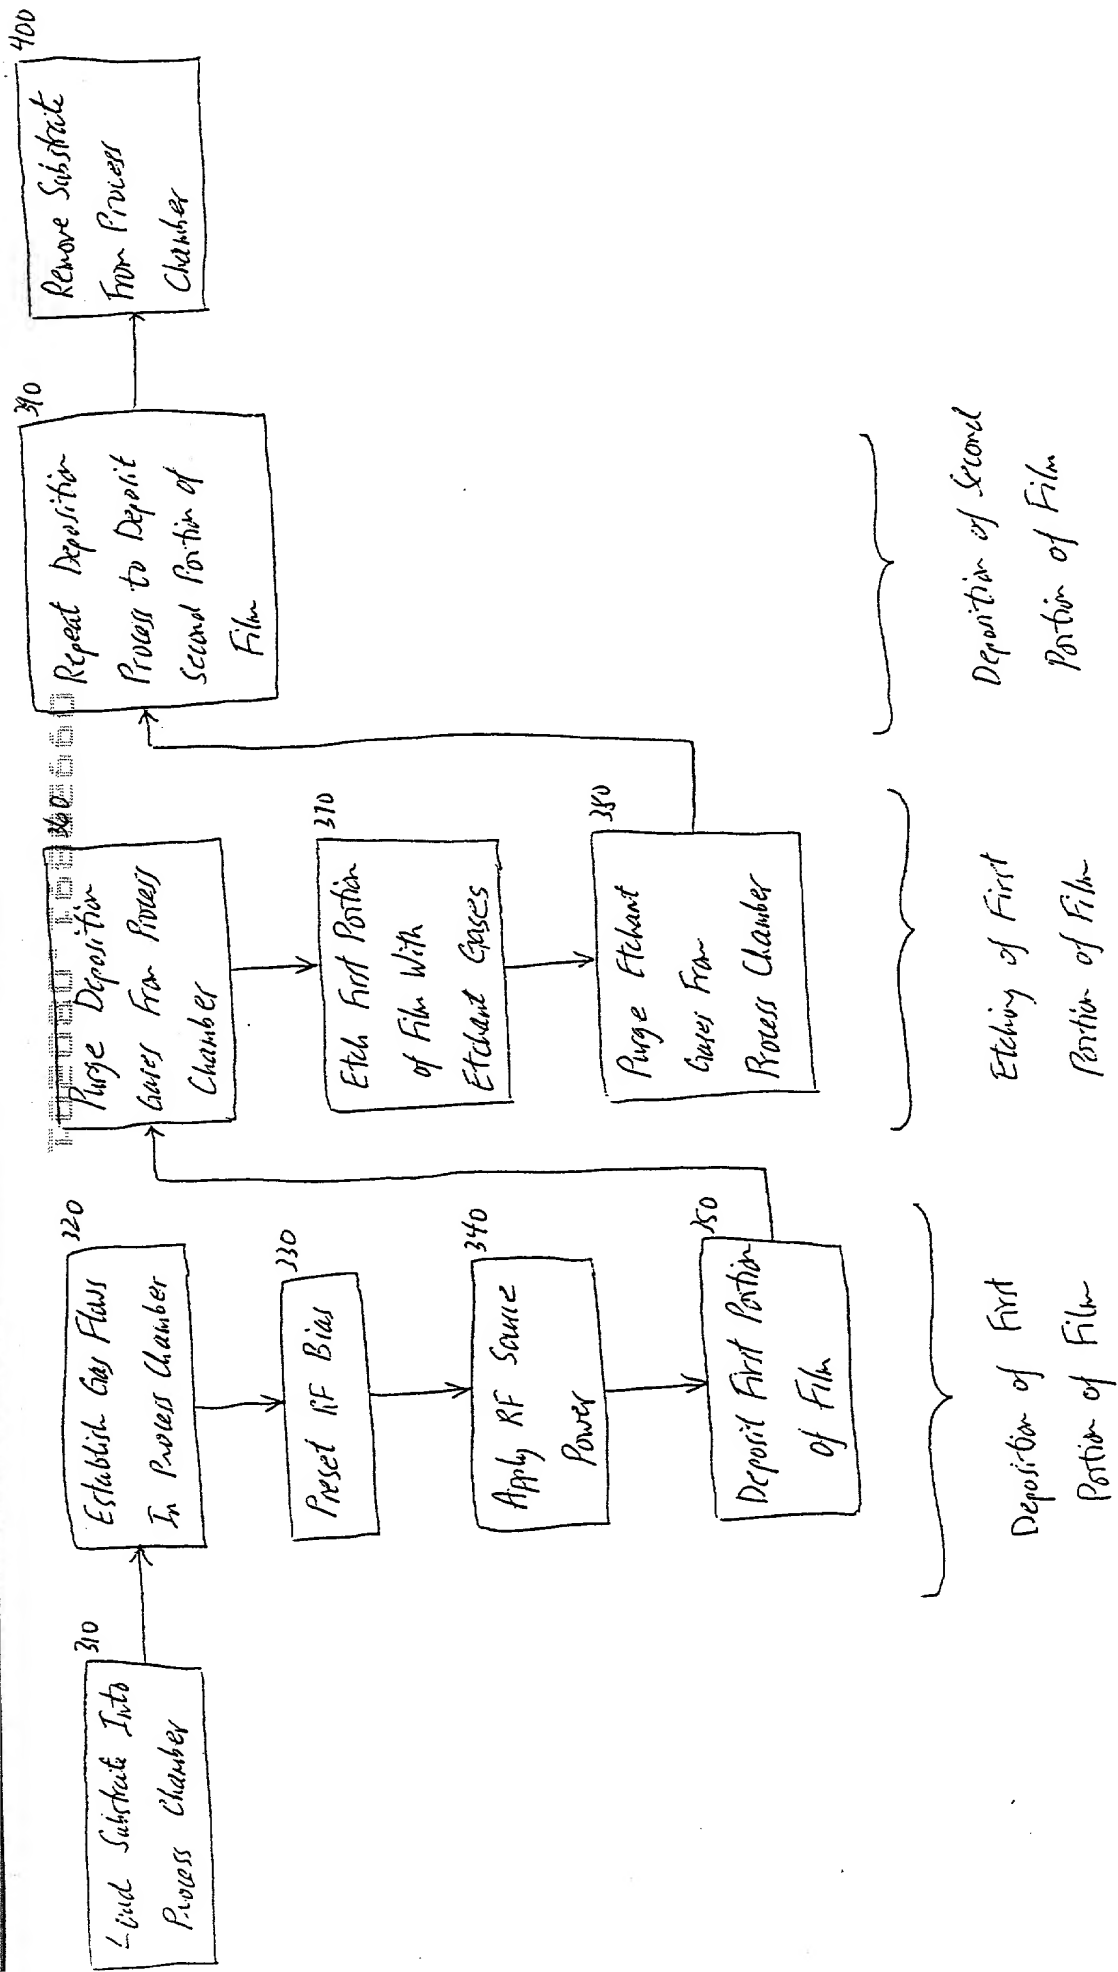 310
Load Substrate Into
Process Chamber
320
Establish Gas Flows
In Process Chamber
330
Preset RF Bias
340
Apply RF Source
Power
350
Deposit First Portion
of Film
Deposition of First
Portion of Film
360
Purge Deposition
Gases From Process
Chamber
370
Etch First Portion
of Film With
Etchant Gases
380
Purge Etchant
Gases From
Process Chamber
Etching of First
Portion of Film
390
Repeat Deposition
Process to Deposit
Second Portion of
Film
Deposition of Second
Portion of Film
400
Remove Substrate
From Process
Chamber